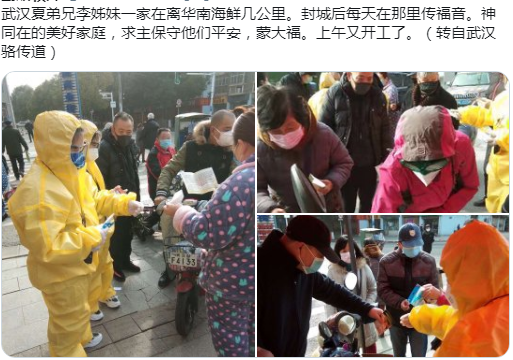 武汉夏弟兄李姊妹一家在离华南海鲜几公里。封城后每天在那里传福音。神
同在的美好家庭，求主保守他们平安，蒙大福。上午又开工了。（转自武汉
骆传道）